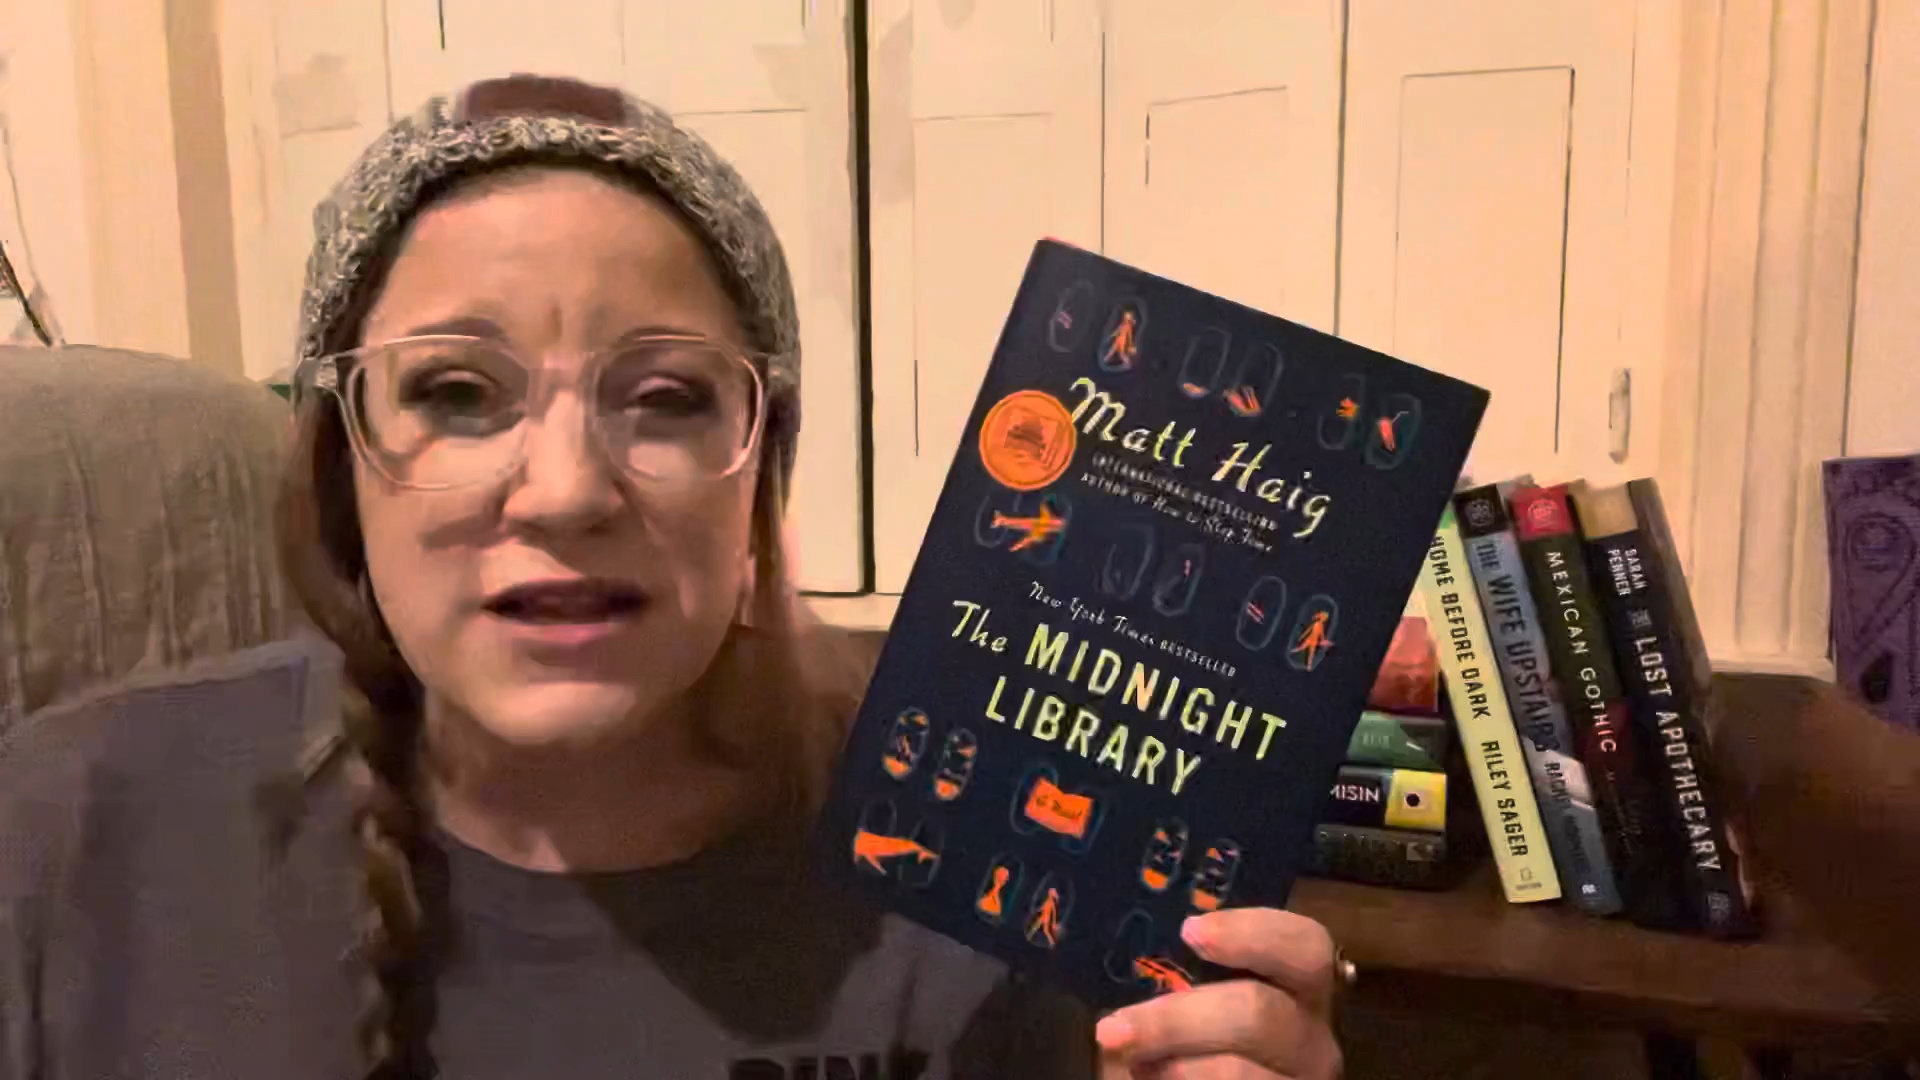 Matt Haig
INTERNATIONAL BESTSELLING
AUTHOR OF How to Stop Time
New York Times BESTSELLER
The MIDNIGHT
LIBRARY
a Novel
HOME BEFORE DARK RILEY SAGER
THE WIFE UPSTAIRS
MEXICAN GOTHIC
SARAH
PENNER
THE LOST APOTHECARY
MISIN